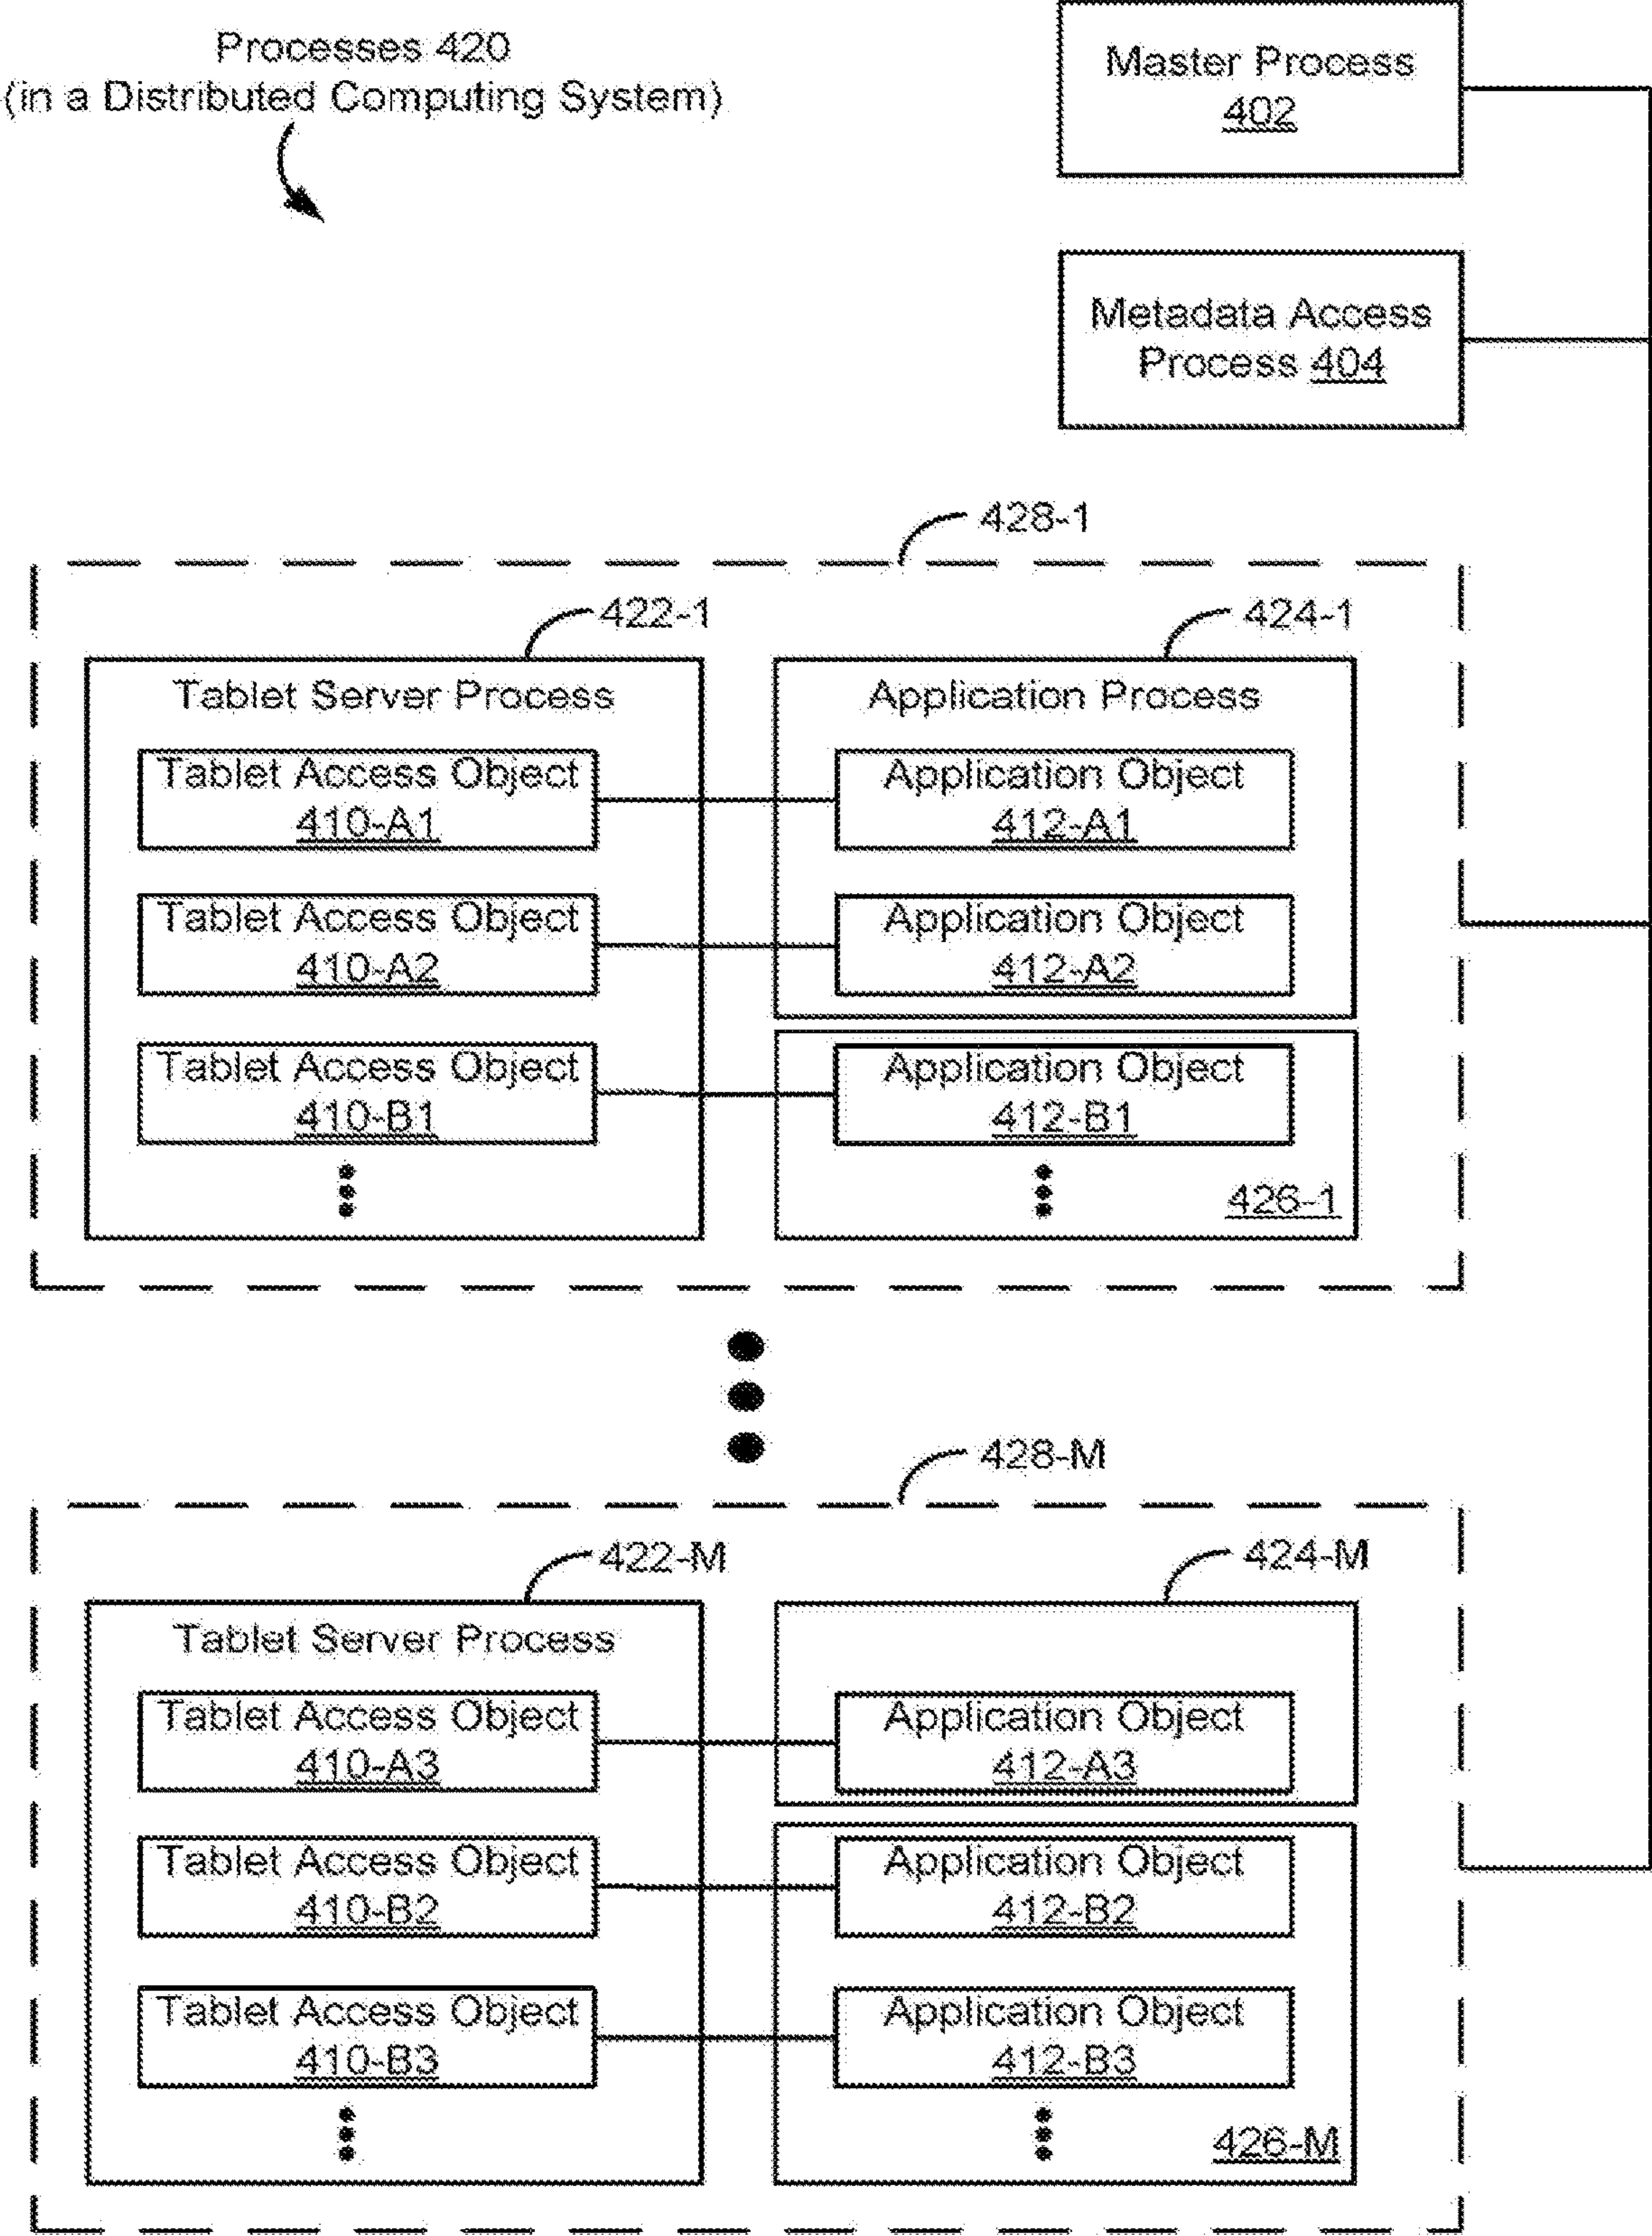 Processes 420
(in a Distributed Computing System)
Master Process
402
Metadata Access
Process 404
428-1
422-1
424-1
Tablet Server Process
Application Process
Tablet Access Object
410-A1
Application Object
412-A1
Tablet Access Object
410-A2
Application Object
412-A2
Tablet Access Object
410-B1
Application Object
412-B1
426-1
428-M
422-M
424-M
Tablet Server Process
Tablet Access Object
410-A3
Application Object
412-A3
Tablet Access Object
410-B2
Application Object
412-B2
Tablet Access Object
410-B3
Application Object
412-B3
426-M